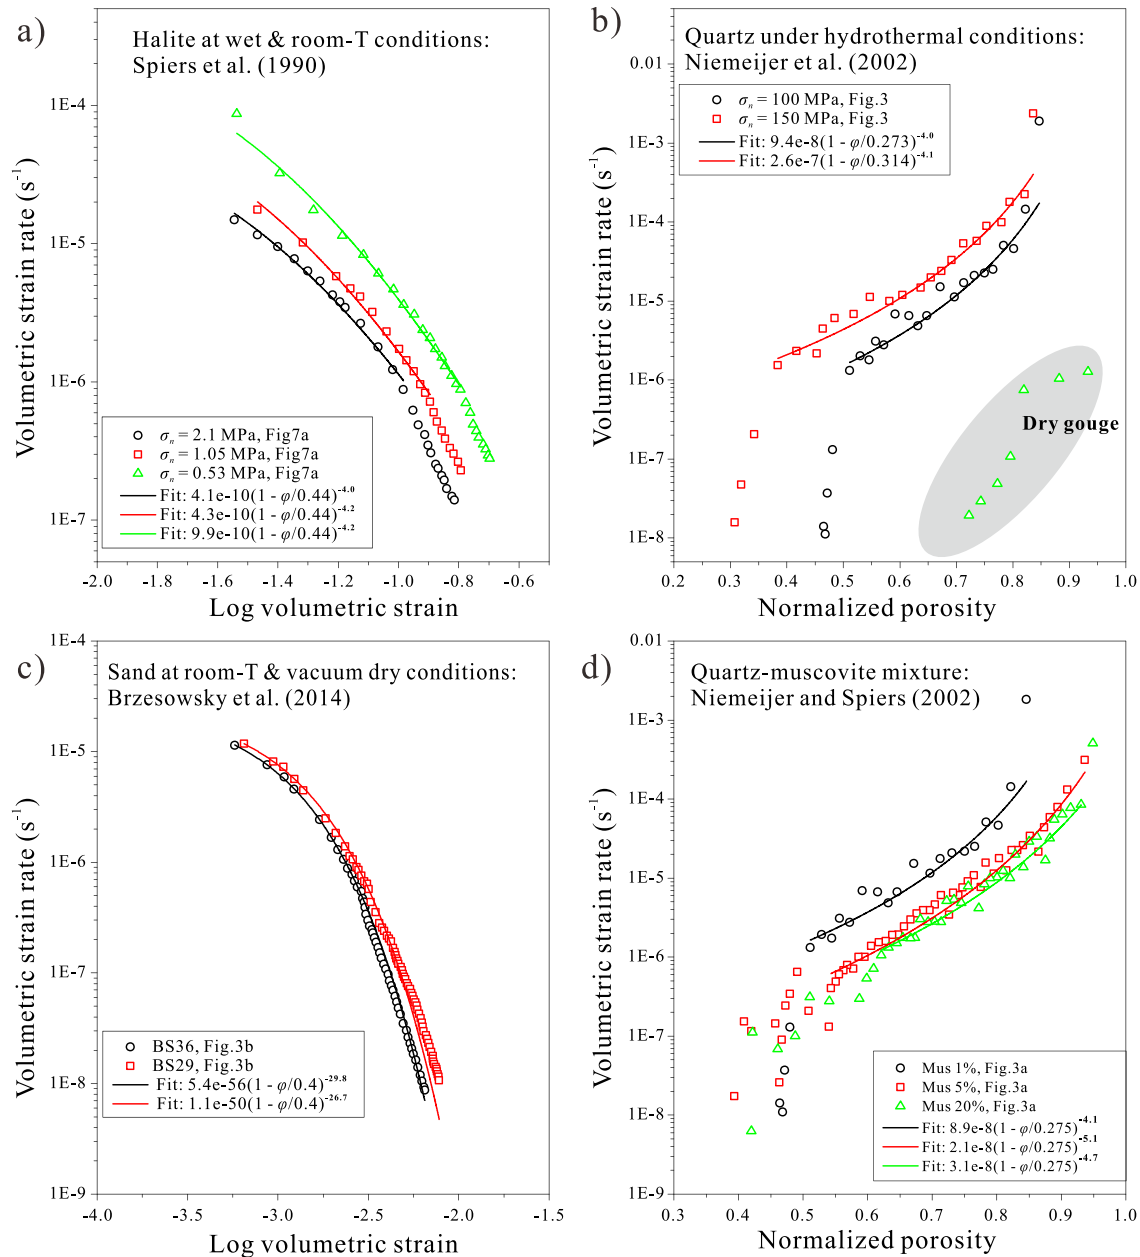 a)
Halite at wet & room-T conditions:
Spiers et al. (1990)
Volumetric strain rate (s⁻¹)
1E-4
1E-5
1E-6
1E-7
σn = 2.1 MPa, Fig7a
σn = 1.05 MPa, Fig7a
σn = 0.53 MPa, Fig7a
Fit: 4.1e-10(1 - φ/0.44)^-4.0
Fit: 4.3e-10(1 - φ/0.44)^-4.2
Fit: 9.9e-10(1 - φ/0.44)^-4.2
-2.0 -1.8 -1.6 -1.4 -1.2 -1.0 -0.8 -0.6
Log volumetric strain
b)
Quartz under hydrothermal conditions:
Niemeijer et al. (2002)
σn = 100 MPa, Fig.3
σn = 150 MPa, Fig.3
Fit: 9.4e-8(1 - φ/0.273)^-4.0
Fit: 2.6e-7(1 - φ/0.314)^-4.1
Volumetric strain rate (s⁻¹)
0.01
1E-3
1E-4
1E-5
1E-6
1E-7
1E-8
Dry gouge
0.2 0.3 0.4 0.5 0.6 0.7 0.8 0.9 1.0
Normalized porosity
c)
Sand at room-T & vacuum dry conditions:
Brzesowsky et al. (2014)
Volumetric strain rate (s⁻¹)
1E-4
1E-5
1E-6
1E-7
1E-8
1E-9
BS36, Fig.3b
BS29, Fig.3b
Fit: 5.4e-56(1 - φ/0.4)^-29.8
Fit: 1.1e-50(1 - φ/0.4)^-26.7
-4.0 -3.5 -3.0 -2.5 -2.0 -1.5
Log volumetric strain
d)
Quartz-muscovite mixture:
Niemeijer and Spiers (2002)
Volumetric strain rate (s⁻¹)
0.01
1E-3
1E-4
1E-5
1E-6
1E-7
1E-8
1E-9
Mus 1%, Fig.3a
Mus 5%, Fig.3a
Mus 20%, Fig.3a
Fit: 8.9e-8(1 - φ/0.275)^-4.1
Fit: 2.1e-8(1 - φ/0.275)^-5.1
Fit: 3.1e-8(1 - φ/0.275)^-4.7
0.3 0.4 0.5 0.6 0.7 0.8 0.9 1.0
Normalized porosity